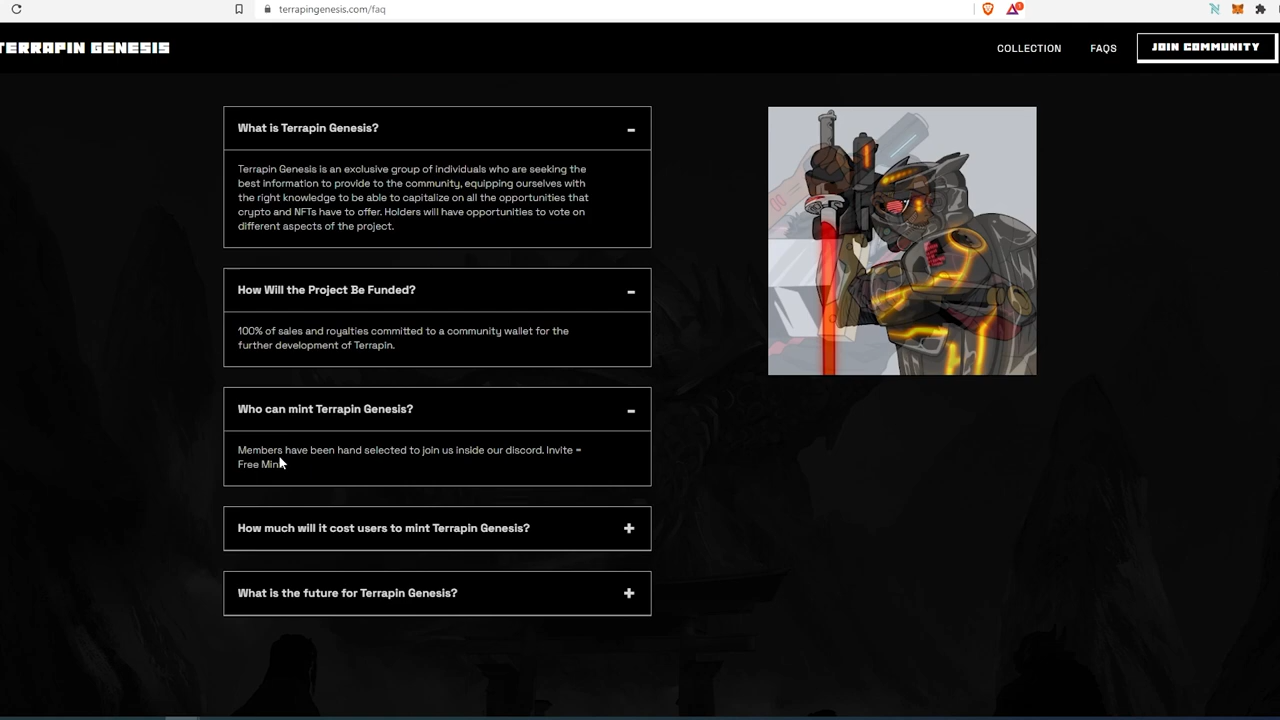 terrapingenesis.com/faq
TERRAPIN GENESIS
COLLECTION
FAQS
JOIN COMMUNITY
What is Terrapin Genesis?
Terrapin Genesis is an exclusive group of individuals who are seeking the
best information to provide to the community, equipping ourselves with
the right knowledge to be able to capitalize on all the opportunities that
crypto and NFTs have to offer. Holders will have opportunities to vote on
different aspects of the project.
How Will the Project Be Funded?
100% of sales and royalties committed to a community wallet for the
further development of Terrapin.
Who can mint Terrapin Genesis?
Members have been hand selected to join us inside our discord. Invite =
Free Mint
How much will it cost users to mint Terrapin Genesis?
What is the future for Terrapin Genesis?